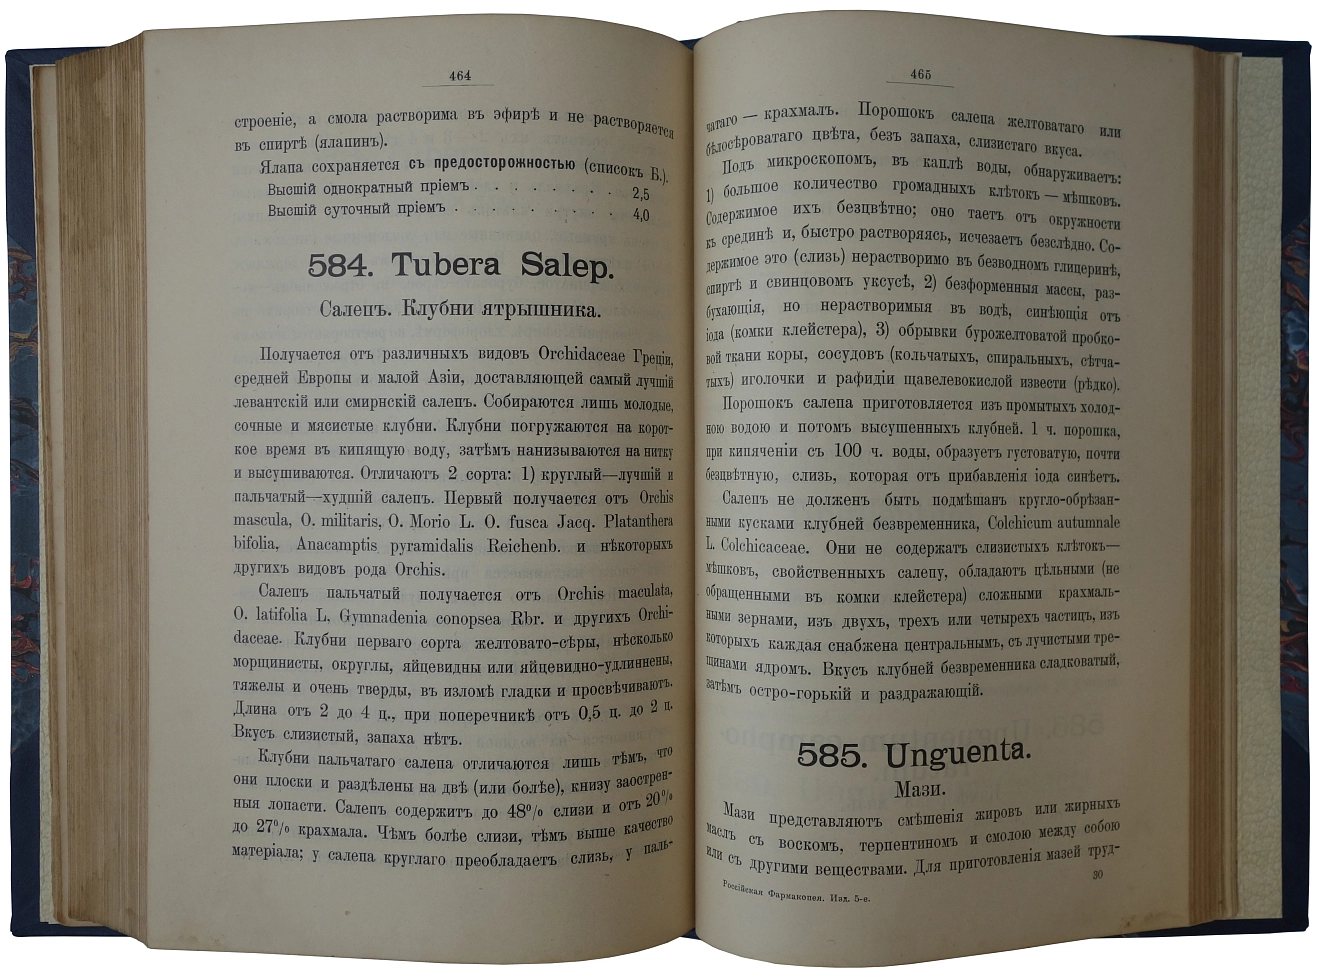 464
строеніе, а смола растворима въ эѳирѣ и не растворяется
въ спиртѣ (ялапинъ).
Ялапа сохраняется съ предосторожностью (списокъ Б.).
Высшій однократный пріемъ . . . . . . . 2,5
Высшій суточный пріемъ . . . . . . . . 4,0
584. Tubera Salep.
Салепъ. Клубни ятрышника.
Получается отъ различныхъ видовъ Orchidaceae Греціи,
средней Европы и малой Азіи, доставляющей самый лучшій
левантскій или смирнскій салепъ. Собираются лишь молодые,
сочные и мясистые клубни. Клубни погружаются на корот-
кое время въ кипящую воду, затѣмъ нанизываются на нитку
и высушиваются. Отличаютъ 2 сорта: 1) круглый—лучшій и
пальчатый—худшій салепъ. Первый получается отъ Orchis
mascula, O. militaris, O. Morio L. O. fusca Jacq. Platanthera
bifolia, Anacamptis pyramidalis Reichenb. и нѣкоторыхъ
другихъ видовъ рода Orchis.
Салепъ пальчатый получается отъ Orchis maculata,
O. latifolia L, Gymnadenia conopsea Rbr. и другихъ Orchi-
daceae. Клубни перваго сорта желтовато-сѣры, нѣсколько
морщинисты, округлы, яйцевидны или яйцевидно-удлиннены,
тяжелы и очень тверды, въ изломѣ гладки и просвѣчиваютъ.
Длина отъ 2 до 4 ц., при поперечникѣ отъ 0,5 ц. до 2 ц.
Вкусъ слизистый, запаха нѣтъ.
Клубни пальчатаго салепа отличаются лишь тѣмъ, что
они плоски и раздѣлены на двѣ (или болѣе), книзу заострен-
ныя лопасти. Салепъ содержитъ до 48% слизи и отъ 20%
до 27% крахмала. Чѣмъ болѣе слизи, тѣмъ выше качество
матеріала; у салепа круглаго преобладаетъ слизь, у паль-
465
чатаго — крахмалъ. Порошокъ салепа желтоватаго или
бѣлосѣроватаго цвѣта, безъ запаха, слизистаго вкуса.
Подъ микроскопомъ, въ каплѣ воды, обнаруживаетъ:
1) большое количество громадныхъ клѣтокъ — мѣшковъ.
Содержимое ихъ безцвѣтно; оно таетъ отъ окружности
къ срединѣ и, быстро растворяясь, исчезаетъ безслѣдно. Со-
держимое это (слизь) нерастворимо въ безводномъ глицеринѣ,
спиртѣ и свинцовомъ уксусѣ, 2) безформенныя массы, раз-
бухающія, но нерастворимыя въ водѣ, синѣющія отъ
іода (комки клейстера), 3) обрывки бурожелтоватой пробко-
вой ткани коры, сосудовъ (кольчатыхъ, спиральныхъ, сѣтча-
тыхъ) иголочки и рафидіи щавелевокислой извести (рѣдко).
Порошокъ салепа приготовляется изъ промытыхъ холод-
ною водою и потомъ высушенныхъ клубней. 1 ч. порошка,
при кипяченіи съ 100 ч. воды, образуетъ густоватую, почти
безцвѣтную, слизь, которая отъ прибавленія іода синѣетъ.
Салепъ не долженъ быть подмѣшанъ кругло-обрѣзан-
ными кусками клубней безвременника, Colchicum autumnale
L. Colchicaceae. Они не содержатъ слизистыхъ клѣтокъ—
мѣшковъ, свойственныхъ салепу, обладаютъ цѣльными (не
обращенными въ комки клейстера) сложными крахмаль-
ными зернами, изъ двухъ, трехъ или четырехъ частицъ, изъ
которыхъ каждая снабжена центральнымъ, съ лучистыми тре-
щинами ядромъ. Вкусъ клубней безвременника сладковатый,
затѣмъ остро-горькій и раздражающій.
585. Unguenta.
Мази.
Мази представляютъ смѣшенія жировъ или жирныхъ
маслъ съ воскомъ, терпентиномъ и смолою между собою
или съ другими веществами. Для приготовленія мазей труд-
Россійская Фармакопея. Изд. 5-е.
30